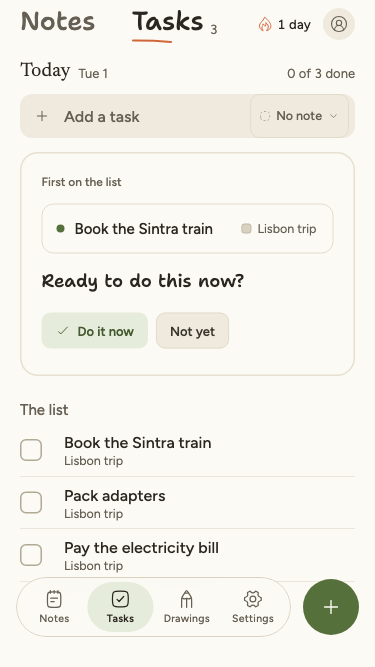 Notes
Tasks 3
1 day
Today Tue 1
0 of 3 done
Add a task
No note
First on the list
Book the Sintra train
Lisbon trip
Ready to do this now?
Do it now
Not yet
The list
Book the Sintra train
Lisbon trip
Pack adapters
Lisbon trip
Pay the electricity bill
Lisbon trip
Notes
Tasks
Drawings
Settings